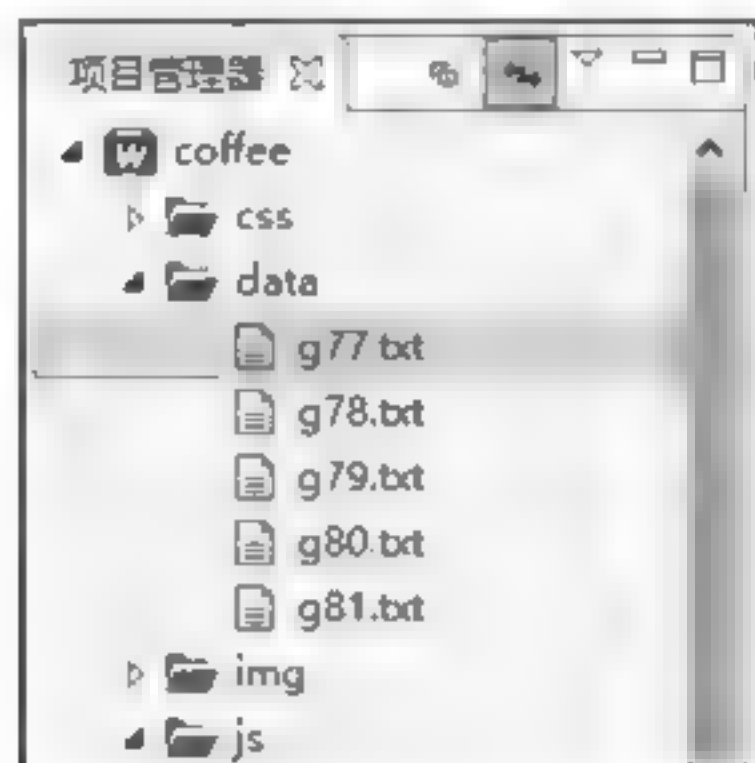 项目管理器
coffee
css
data
g77.txt
g78.txt
g79.txt
g80.txt
g81.txt
img
js